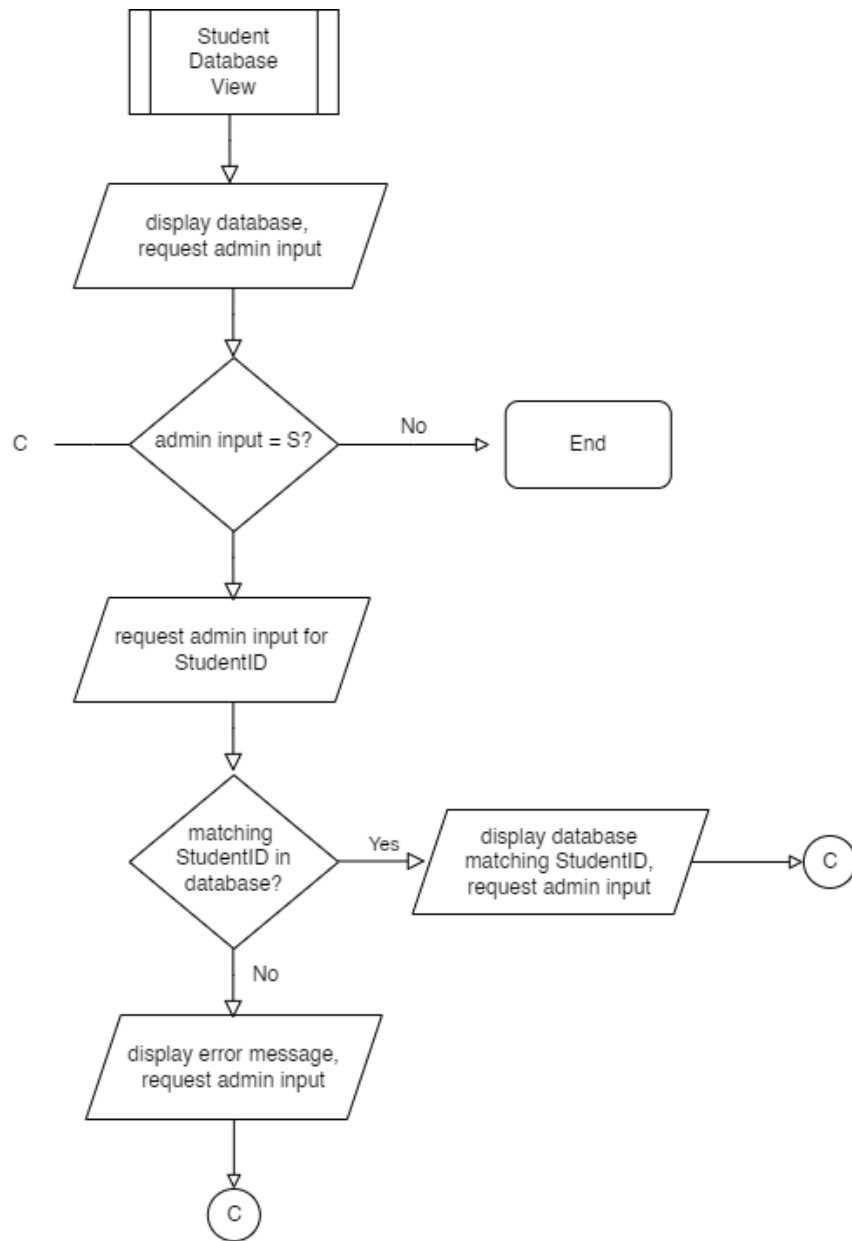 Student
Database
View
display database,
request admin input
C
admin input = S?
No
End
request admin input for
StudentID
matching
StudentID in
database?
Yes
display database
matching StudentID,
request admin input
C
No
display error message,
request admin input
C